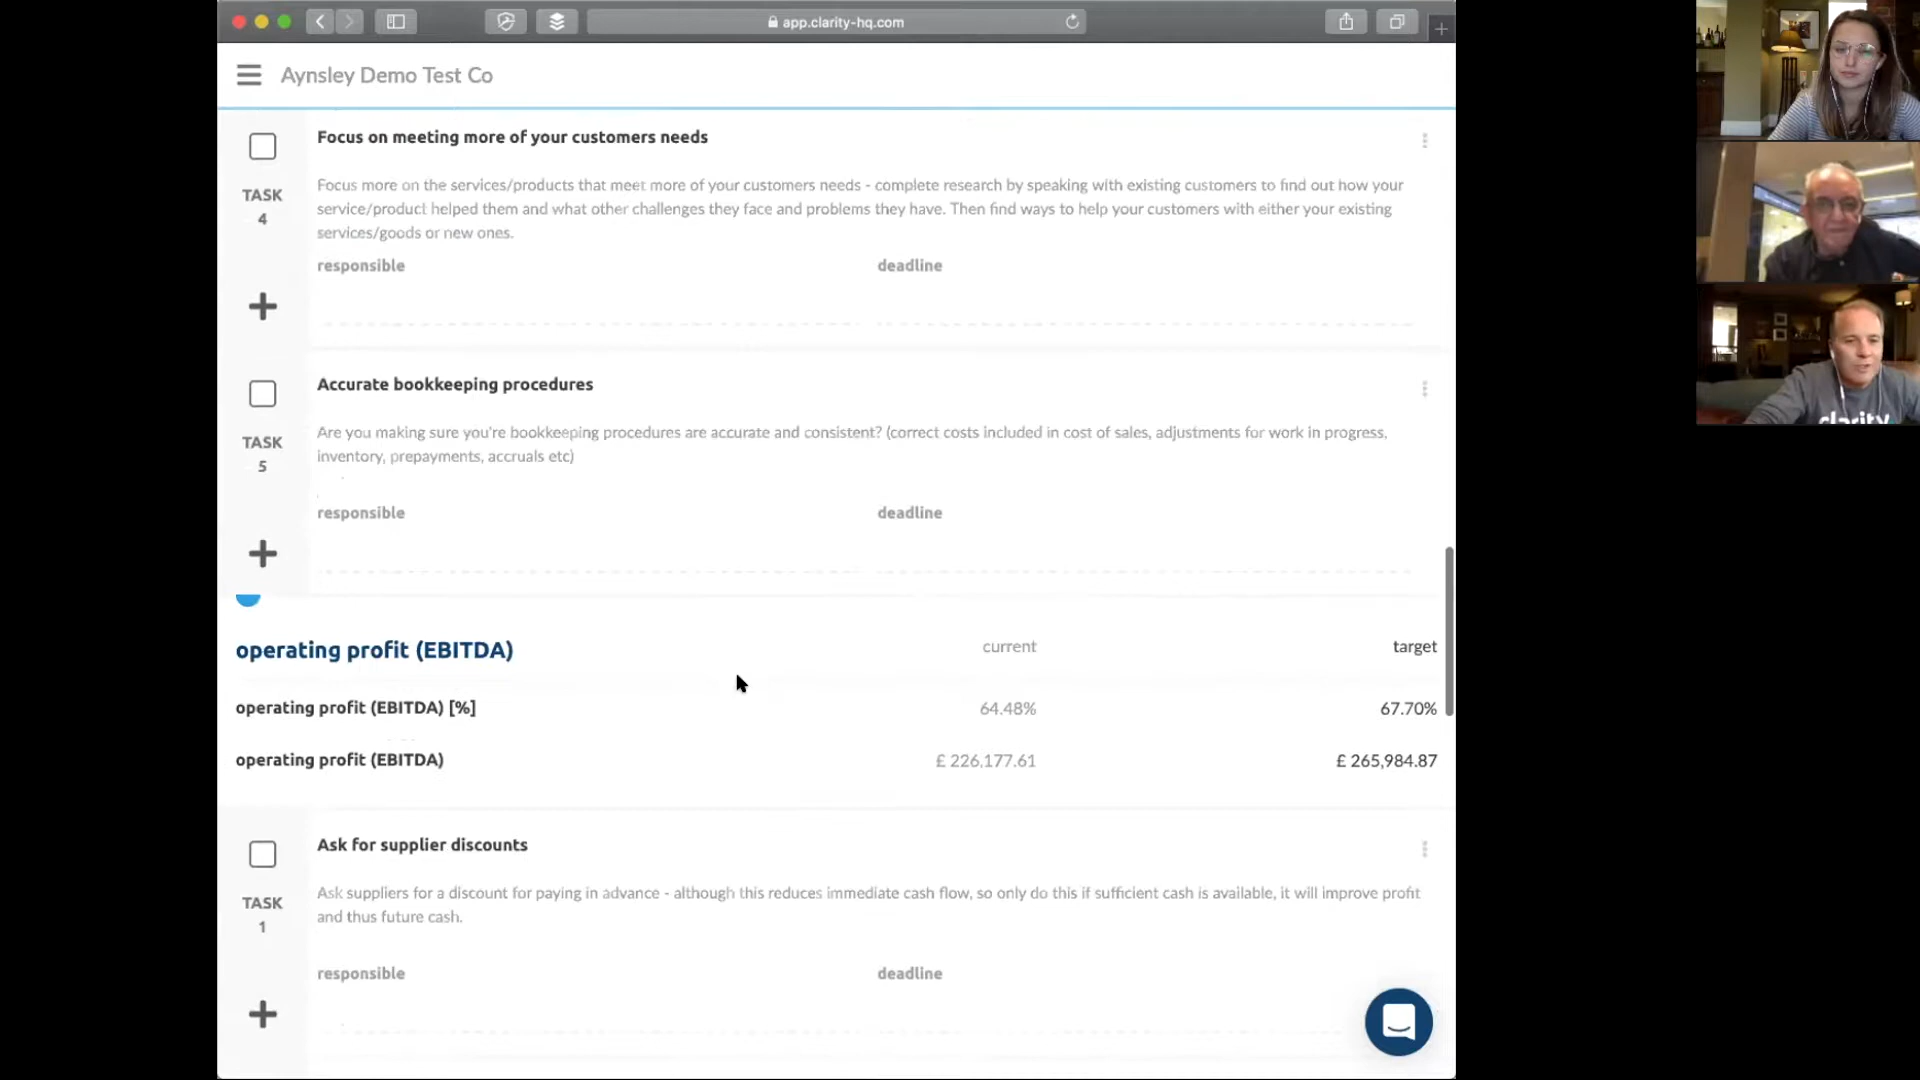 app.clarity-hq.com
Aynsley Demo Test Co
Focus on meeting more of your customers needs
TASK
4
Focus more on the services/products that meet more of your customers needs - complete research by speaking with existing customers to find out how your
service/product helped them and what other challenges they face and problems they have. Then find ways to help your customers with either your existing
services/goods or new ones.
responsible
deadline
Accurate bookkeeping procedures
TASK
5
Are you making sure you're bookkeeping procedures are accurate and consistent? (correct costs included in cost of sales, adjustments for work in progress,
inventory, prepayments, accruals etc)
responsible
deadline
operating profit (EBITDA)
current
target
operating profit (EBITDA) [%]
64.48%
67.70%
operating profit (EBITDA)
£ 226,177.61
£ 265,984.87
Ask for supplier discounts
TASK
1
Ask suppliers for a discount for paying in advance - although this reduces immediate cash flow, so only do this if sufficient cash is available, it will improve profit
and thus future cash.
responsible
deadline
clarity